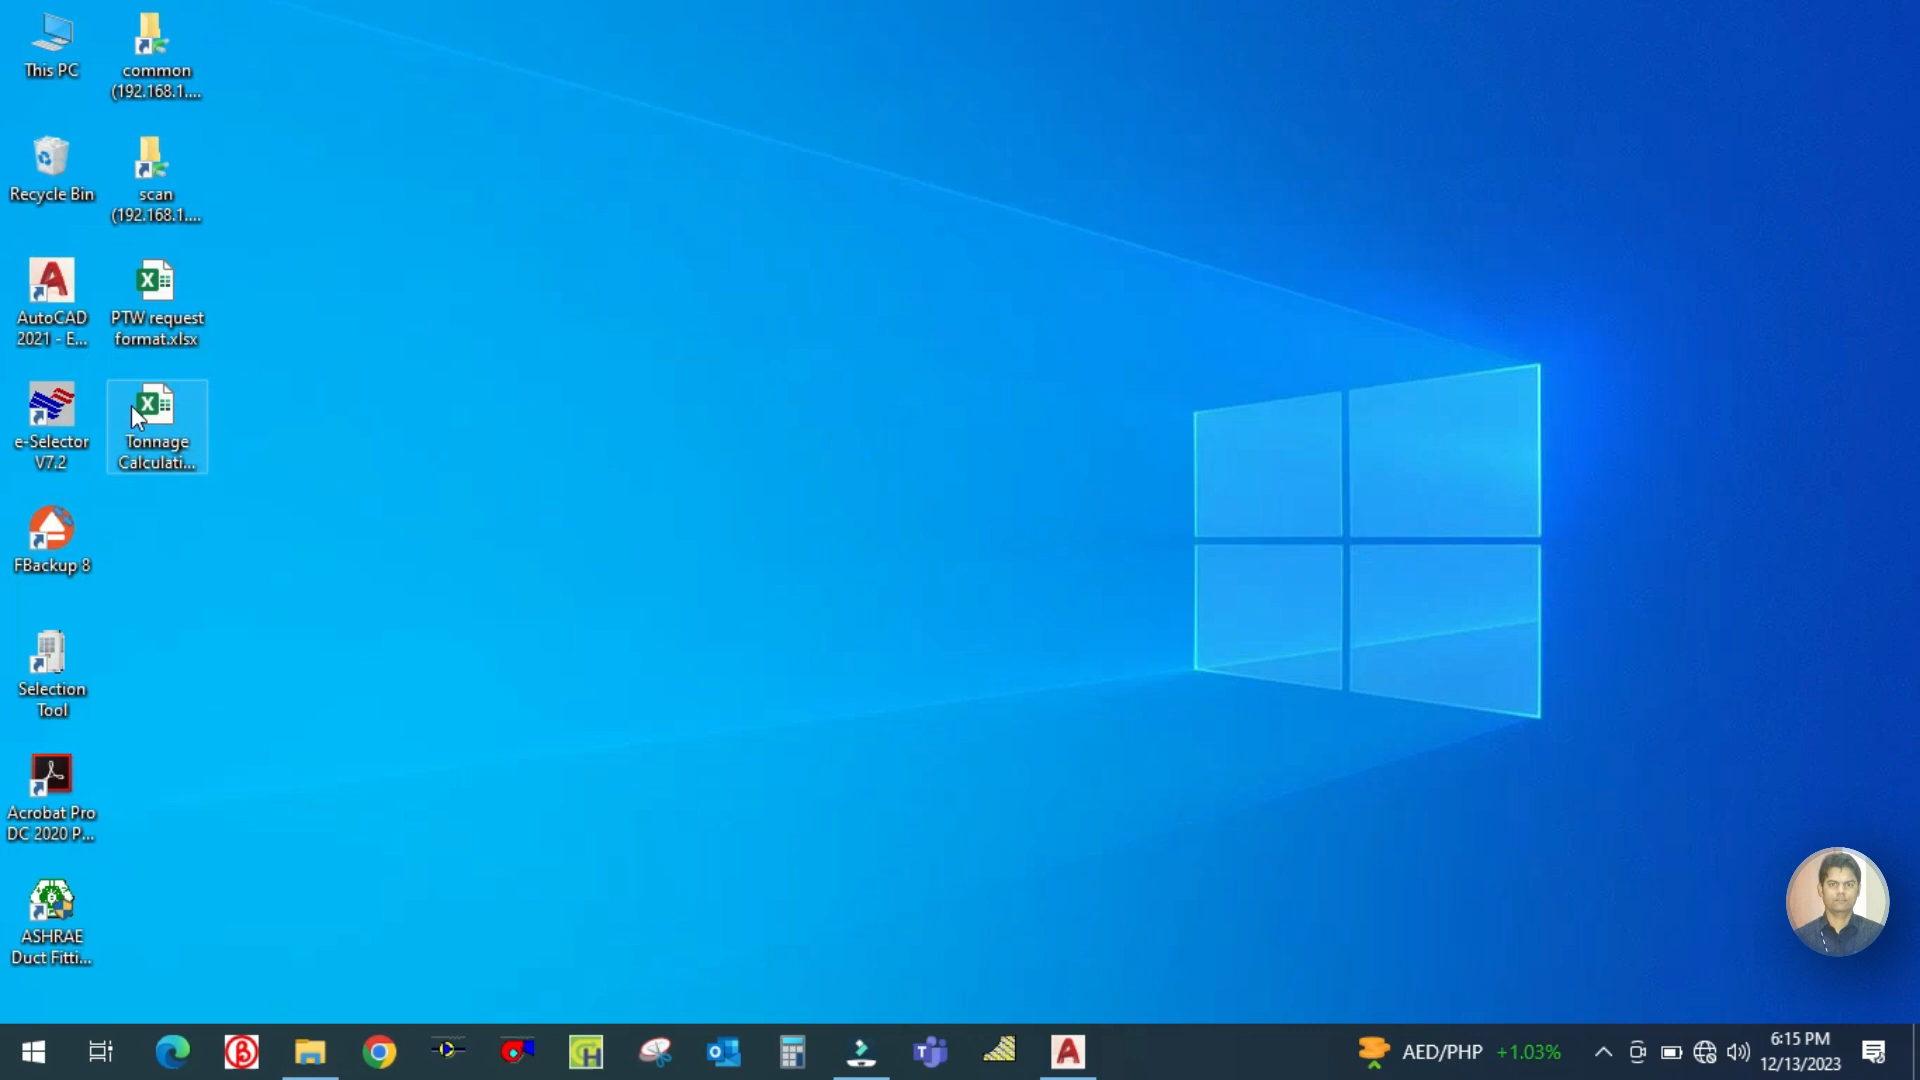 This PC
common
(192.168.1....
Recycle Bin
scan
(192.168.1....
AutoCAD
2021 - E...
PTW request
format.xlsx
e-Selector
V7.2
Tonnage
Calculati...
FBackup 8
Selection
Tool
Acrobat Pro
DC 2020 P...
ASHRAE
Duct Fitti...
AED/PHP +1.03%
6:15 PM
12/13/2023